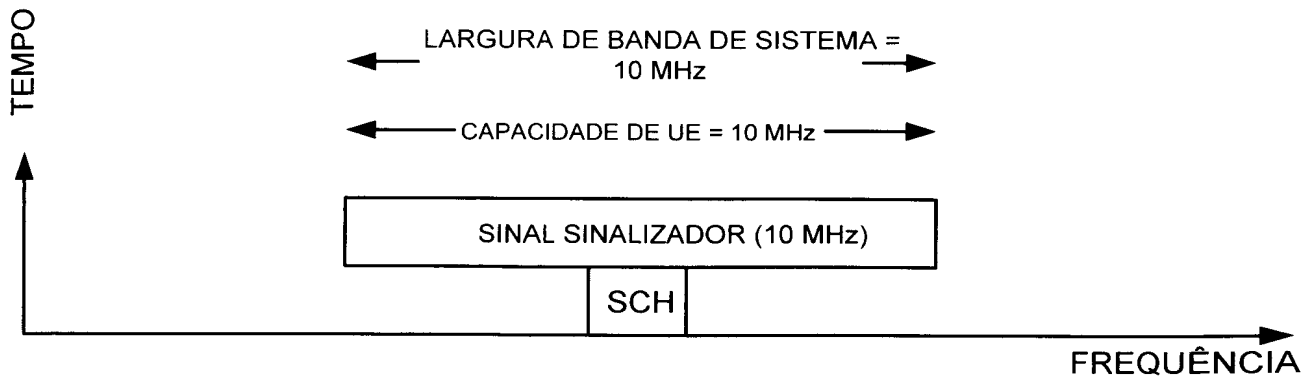 TEMPO
LARGURA DE BANDA DE SISTEMA =
10 MHz
CAPACIDADE DE UE = 10 MHz
SINAL SINALIZADOR (10 MHz)
SCH
FREQUÊNCIA